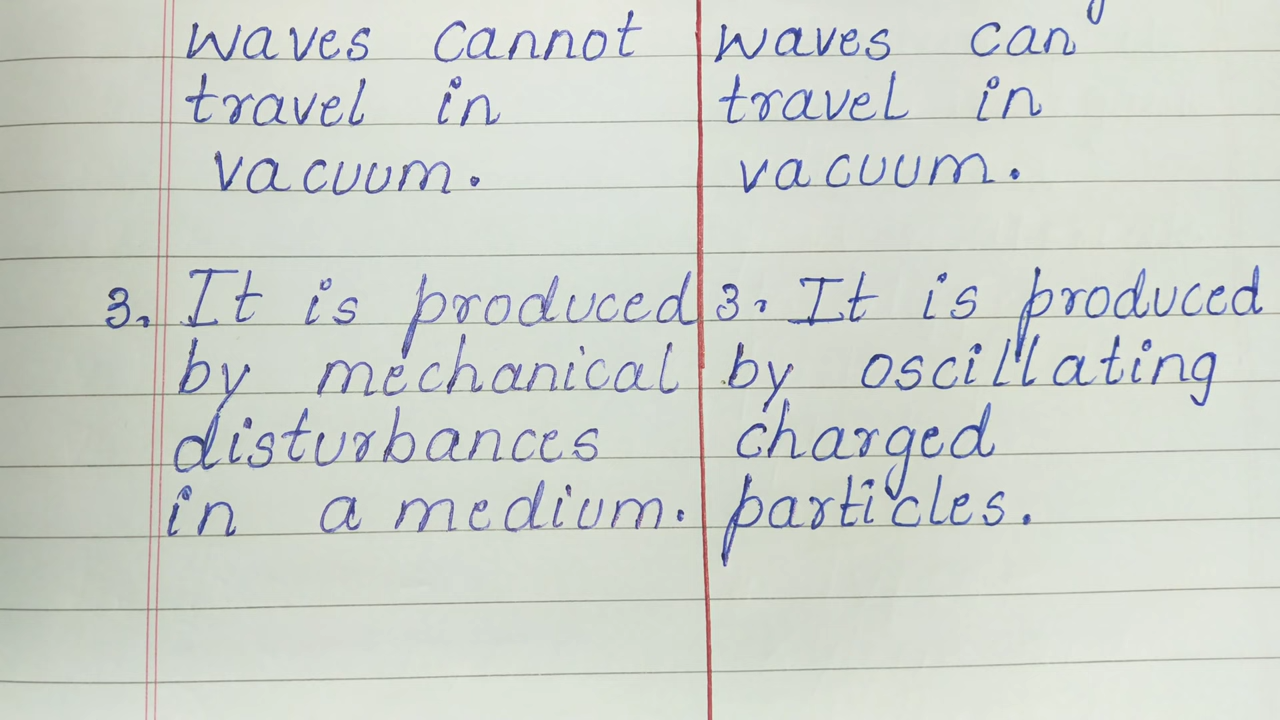 waves cannot
travel in
vacuum.
3. It is produced
by mechanical
disturbances
in a medium.
waves can
travel in
vacuum.
3. It is produced
by oscillating
charged
particles.